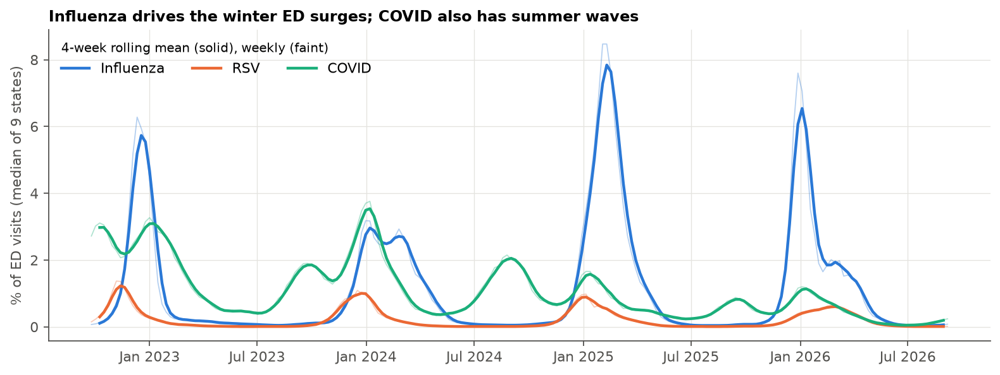 Influenza drives the winter ED surges; COVID also has summer waves
4-week rolling mean (solid), weekly (faint)
Influenza RSV COVID
% of ED visits (median of 9 states)
8
6
4
2
0
Jan 2023 Jul 2023 Jan 2024 Jul 2024 Jan 2025 Jul 2025 Jan 2026 Jul 2026